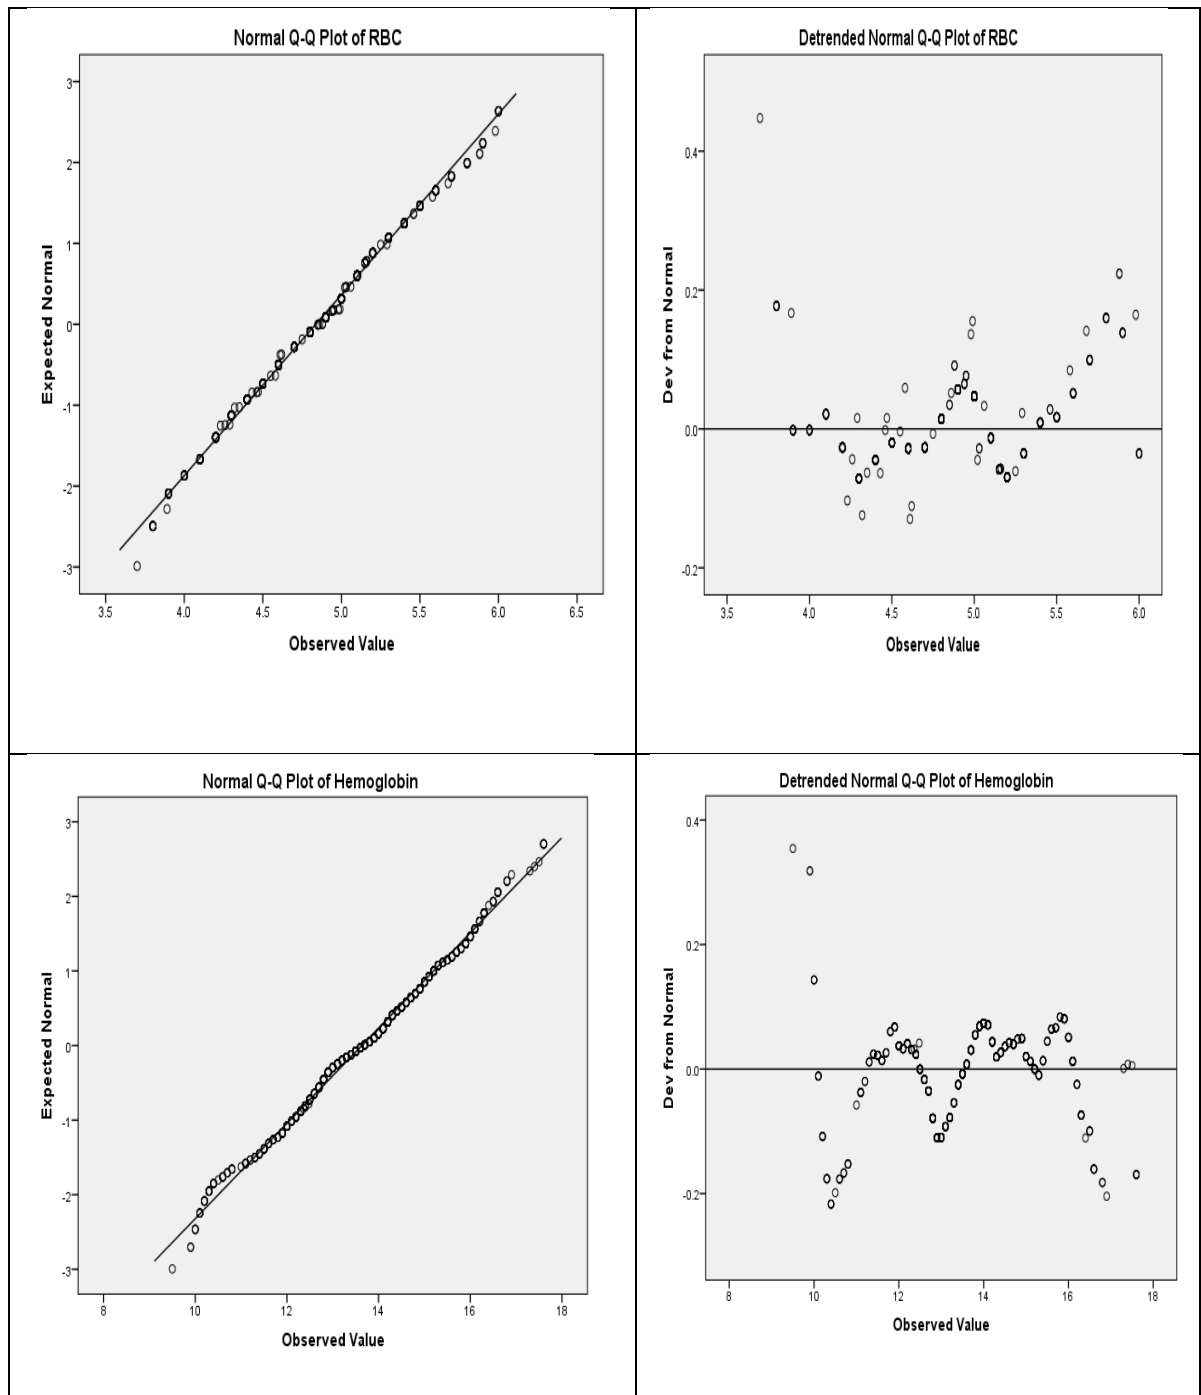 Normal Q-Q Plot of RBC
3
2
1
0
-1
-2
-3
Expected Normal
3.5 4.0 4.5 5.0 5.5 6.0 6.5
Observed Value
Detrended Normal Q-Q Plot of RBC
0.4
0.2
0.0
-0.2
Dev from Normal
3.5 4.0 4.5 5.0 5.5 6.0
Observed Value
Normal Q-Q Plot of Hemoglobin
3
2
1
0
-1
-2
-3
Expected Normal
8 10 12 14 16 18
Observed Value
Detrended Normal Q-Q Plot of Hemoglobin
0.4
0.2
0.0
-0.2
Dev from Normal
8 10 12 14 16 18
Observed Value